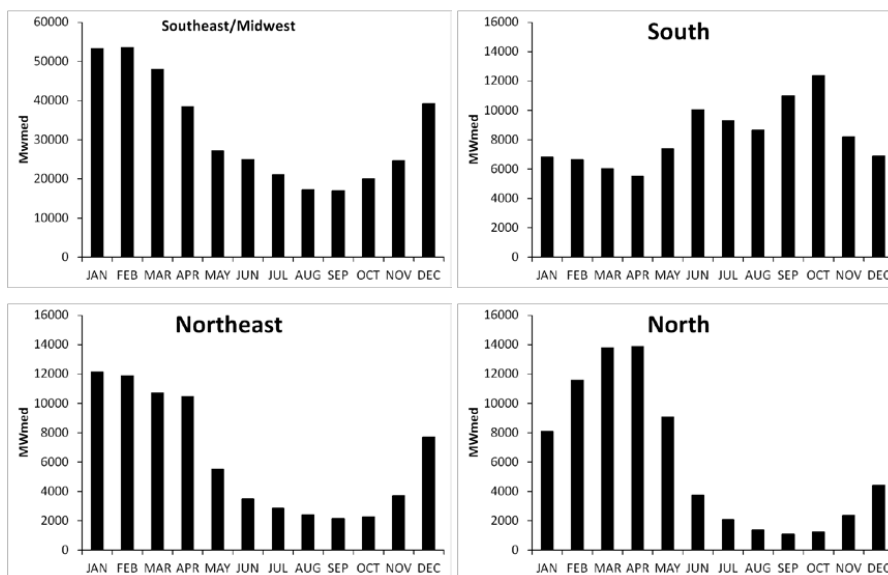 Southeast/Midwest
60000
50000
40000
30000
20000
10000
0
Mwmed
JAN FEB MAR APR MAY JUN JUL AUG SEP OCT NOV DEC
South
16000
14000
12000
10000
8000
6000
4000
2000
0
MWmed
JAN FEB MAR APR MAY JUN JUL AUG SEP OCT NOV DEC
Northeast
16000
14000
12000
10000
8000
6000
4000
2000
0
MWmed
JAN FEB MAR APR MAY JUN JUL AUG SEP OCT NOV DEC
North
16000
14000
12000
10000
8000
6000
4000
2000
0
MWmed
JAN FEB MAR APR MAY JUN JUL AUG SEP OCT NOV DEC